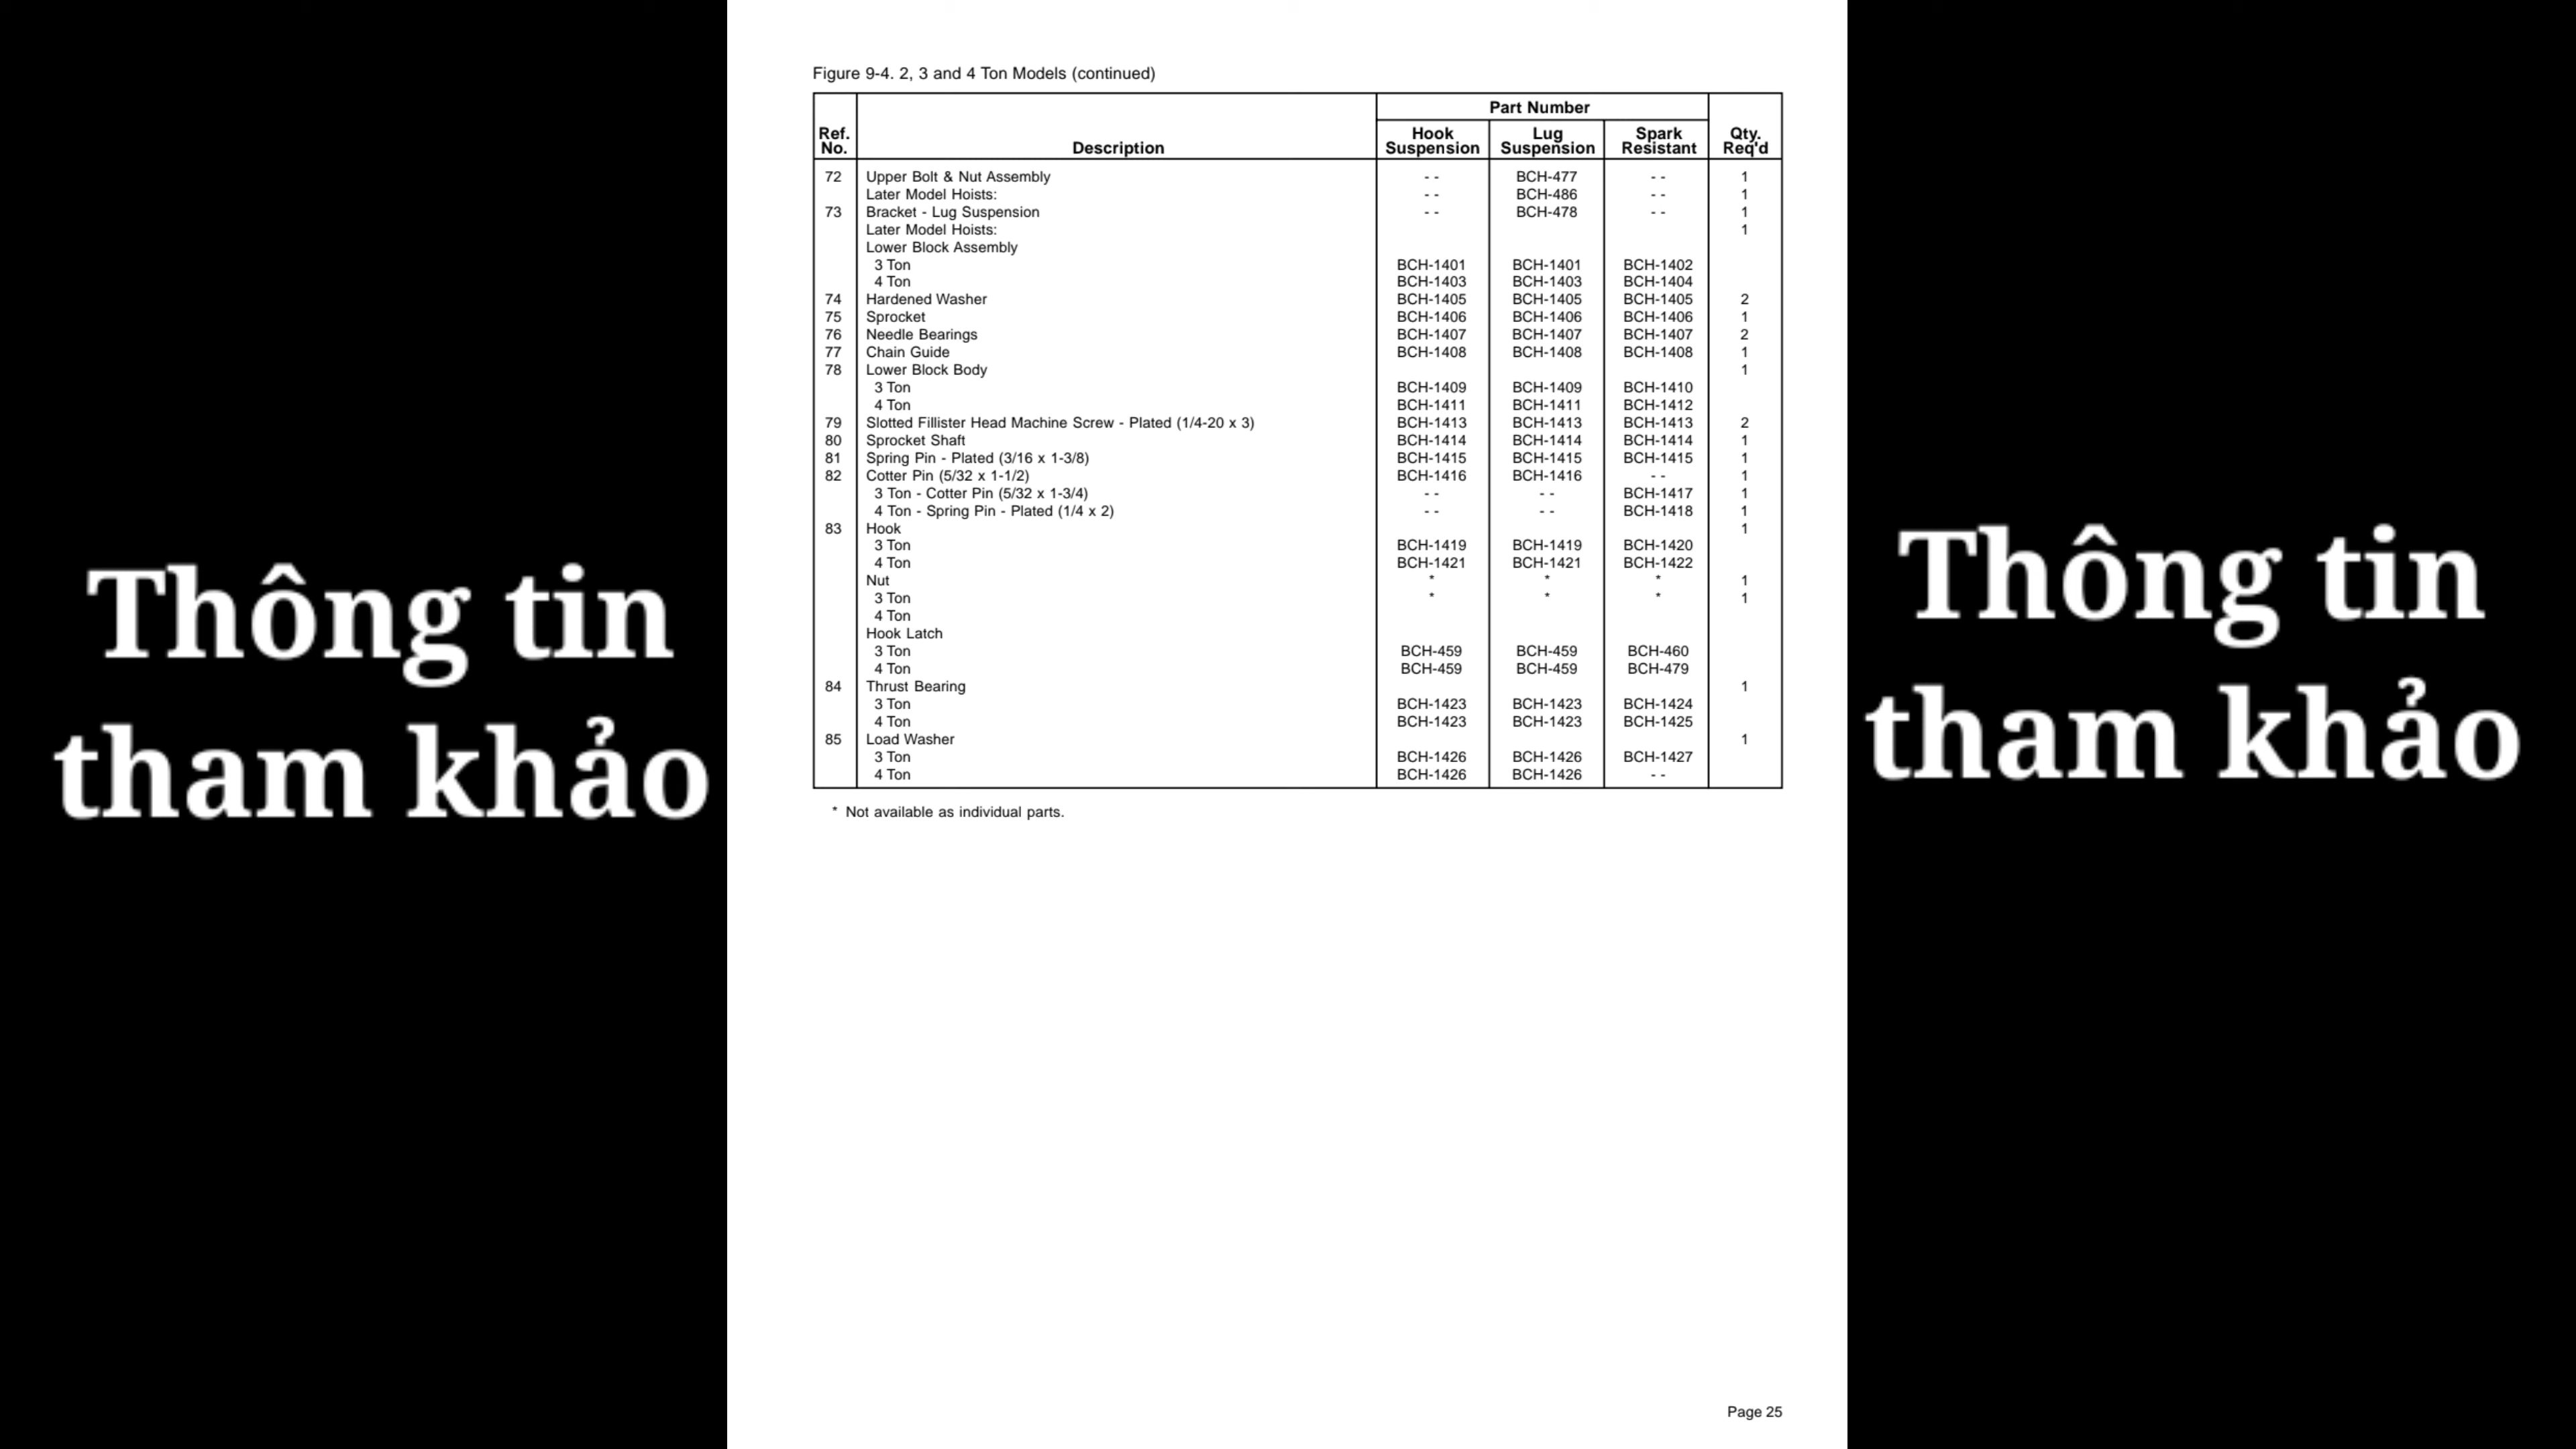 Thông tin
tham khảo
Figure 9-4. 2, 3 and 4 Ton Models (continued)
Ref. No. Description Part Number Qty. Req'd
Hook Suspension Lug Suspension Spark Resistant
72 Upper Bolt & Nut Assembly - - BCH-477 - - 1
Later Model Hoists: - - BCH-486 - - 1
73 Bracket - Lug Suspension - - BCH-478 - - 1
Later Model Hoists: 1
Lower Block Assembly
3 Ton BCH-1401 BCH-1401 BCH-1402
4 Ton BCH-1403 BCH-1403 BCH-1404
74 Hardened Washer BCH-1405 BCH-1405 BCH-1405 2
75 Sprocket BCH-1406 BCH-1406 BCH-1406 1
76 Needle Bearings BCH-1407 BCH-1407 BCH-1407 2
77 Chain Guide BCH-1408 BCH-1408 BCH-1408 1
78 Lower Block Body 1
3 Ton BCH-1409 BCH-1409 BCH-1410
4 Ton BCH-1411 BCH-1411 BCH-1412
79 Slotted Fillister Head Machine Screw - Plated (1/4-20 x 3) BCH-1413 BCH-1413 BCH-1413 2
80 Sprocket Shaft BCH-1414 BCH-1414 BCH-1414 1
81 Spring Pin - Plated (3/16 x 1-3/8) BCH-1415 BCH-1415 BCH-1415 1
82 Cotter Pin (5/32 x 1-1/2) BCH-1416 BCH-1416 - - 1
3 Ton - Cotter Pin (5/32 x 1-3/4) - - - - BCH-1417 1
4 Ton - Spring Pin - Plated (1/4 x 2) - - - - BCH-1418 1
83 Hook 1
3 Ton BCH-1419 BCH-1419 BCH-1420
4 Ton BCH-1421 BCH-1421 BCH-1422
Nut * * * 1
3 Ton * * * 1
4 Ton
Hook Latch
3 Ton BCH-459 BCH-459 BCH-460
4 Ton BCH-459 BCH-459 BCH-479
84 Thrust Bearing 1
3 Ton BCH-1423 BCH-1423 BCH-1424
4 Ton BCH-1423 BCH-1423 BCH-1425
85 Load Washer 1
3 Ton BCH-1426 BCH-1426 BCH-1427
4 Ton BCH-1426 BCH-1426 - -
* Not available as individual parts.
Page 25
Thông tin
tham khảo